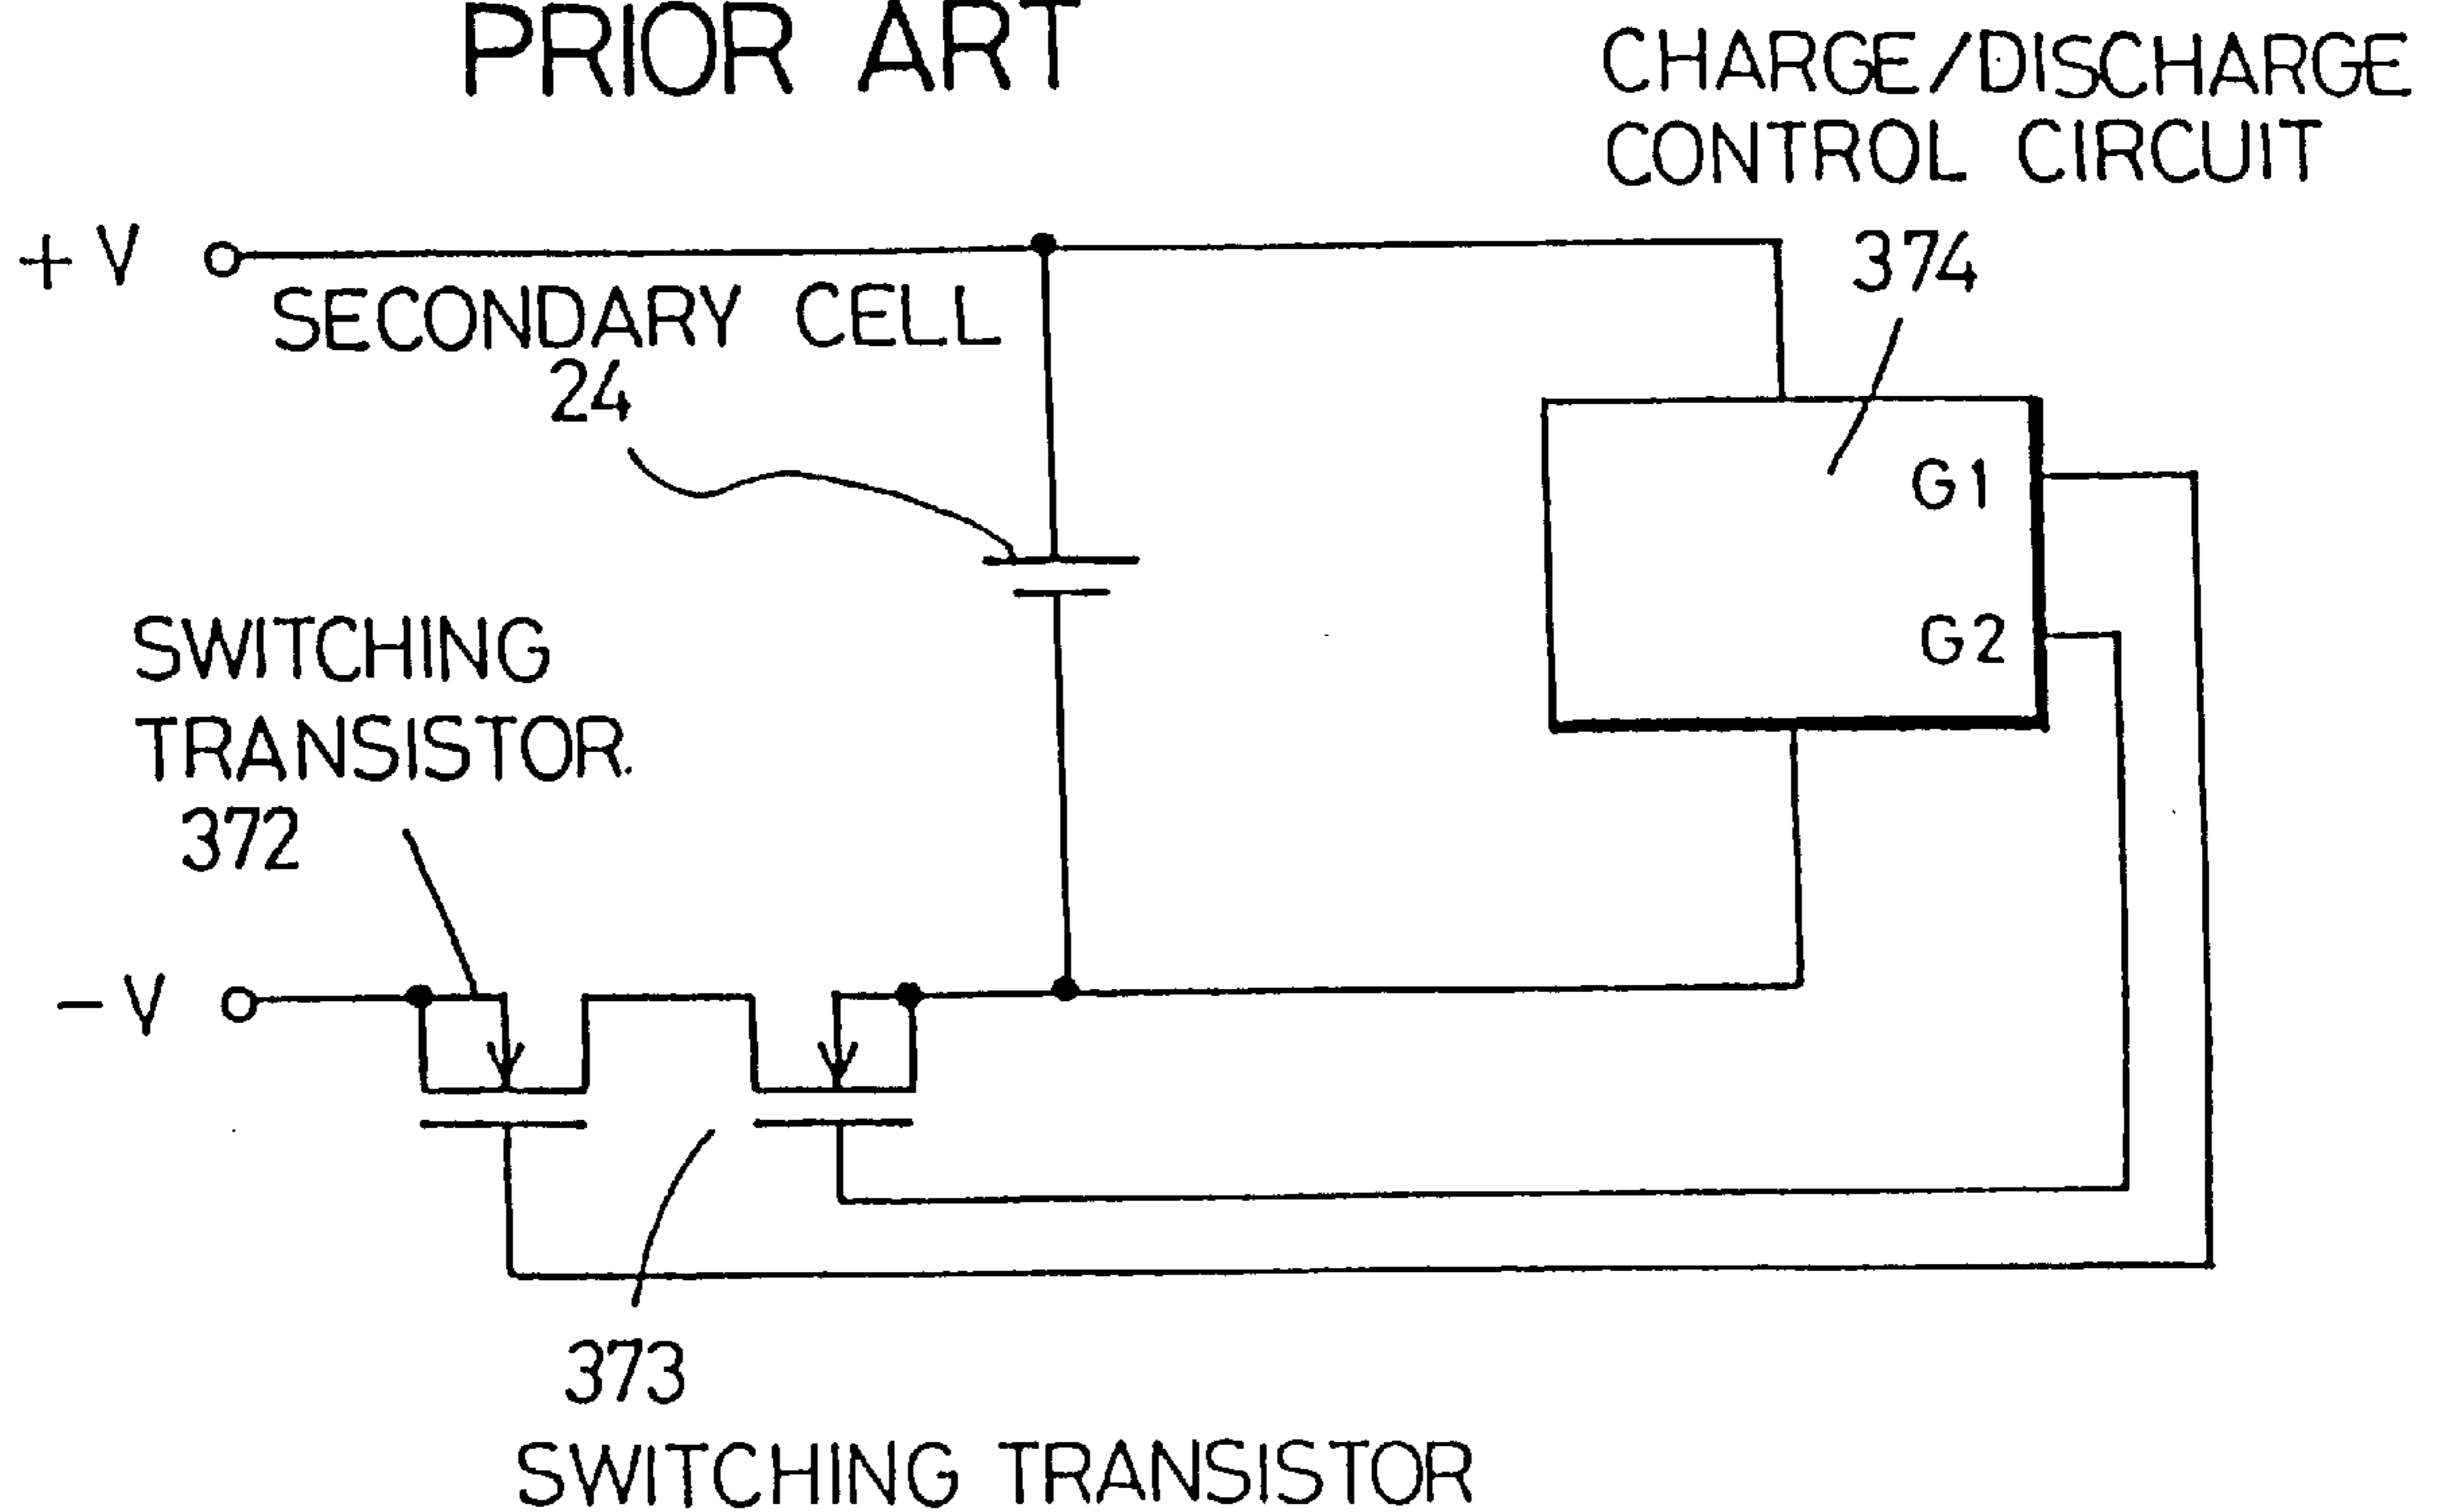 PRIOR ART
CHARGE/DISCHARGE
CONTROL CIRCUIT
374
+V
SECONDARY CELL
24
G1
G2
SWITCHING
TRANSISTOR
372
-V
373
SWITCHING TRANSISTOR